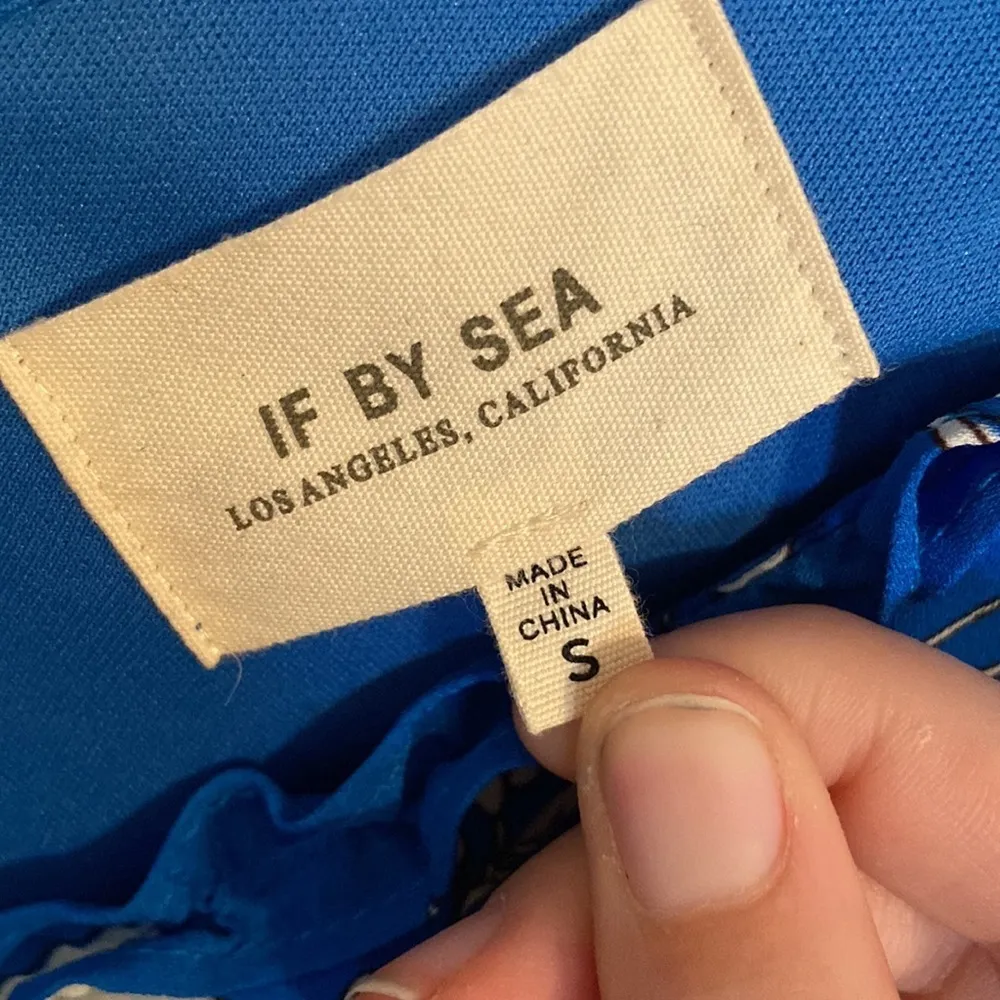 IF BY SEA
LOS ANGELES, CALIFORNIA
MADE
IN
CHINA
S